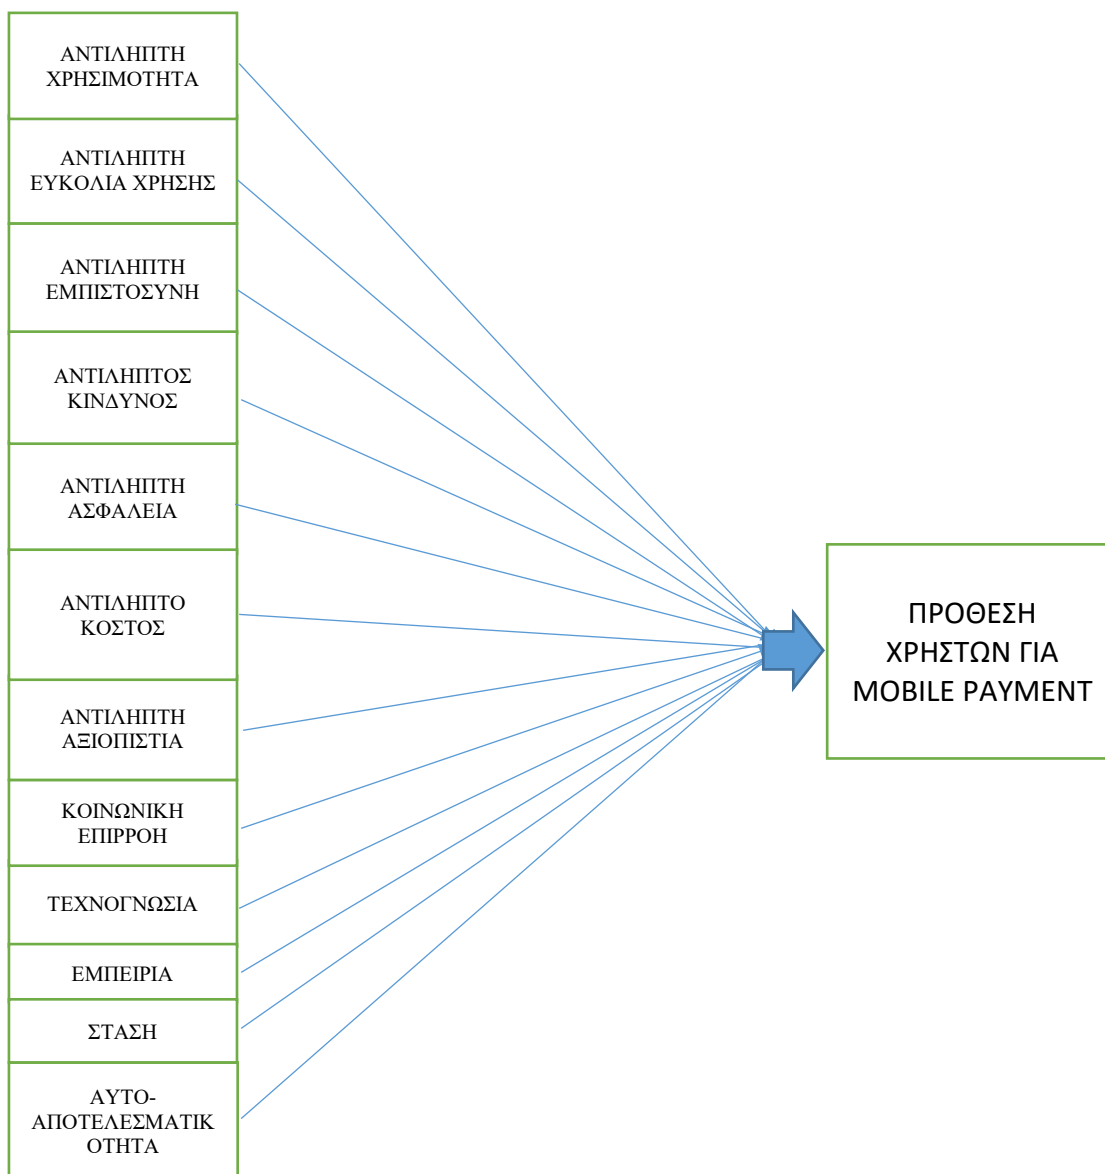 ΑΝΤΙΛΗΠΤΗ
ΧΡΗΣΙΜΟΤΗΤΑ
ΑΝΤΙΛΗΠΤΗ
ΕΥΚΟΛΙΑ ΧΡΗΣΗΣ
ΑΝΤΙΛΗΠΤΗ
ΕΜΠΙΣΤΟΣΥΝΗ
ΑΝΤΙΛΗΠΤΟΣ
ΚΙΝΔΥΝΟΣ
ΑΝΤΙΛΗΠΤΗ
ΑΣΦΑΛΕΙΑ
ΑΝΤΙΛΗΠΤΟ
ΚΟΣΤΟΣ
ΑΝΤΙΛΗΠΤΗ
ΑΞΙΟΠΙΣΤΙΑ
ΚΟΙΝΩΝΙΚΗ
ΕΠΙΡΡΟΗ
ΤΕΧΝΟΓΝΩΣΙΑ
ΕΜΠΕΙΡΙΑ
ΣΤΑΣΗ
ΑΥΤΟ-
ΑΠΟΤΕΛΕΣΜΑΤΙΚ
ΟΤΗΤΑ
ΠΡΟΘΕΣΗ
ΧΡΗΣΤΩΝ ΓΙΑ
MOBILE PAYMENT